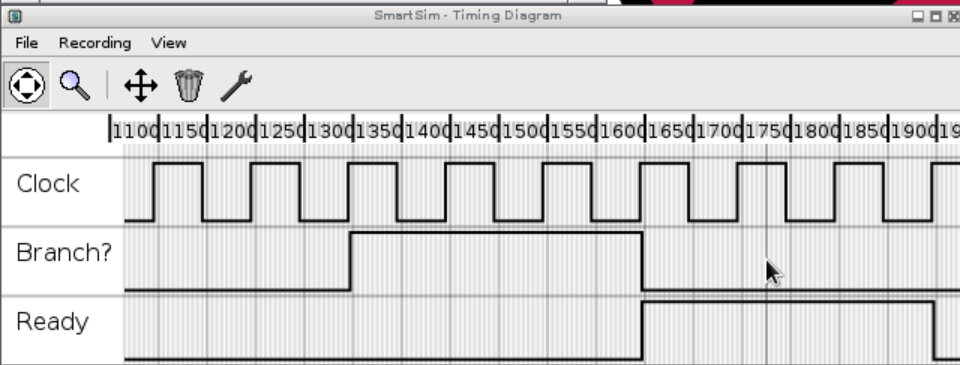 SmartSim - Timing Diagram
File Recording View
1100 1150 1200 1250 1300 1350 1400 1450 1500 1550 1600 1650 1700 1750 1800 1850 1900 19
Clock
Branch?
Ready